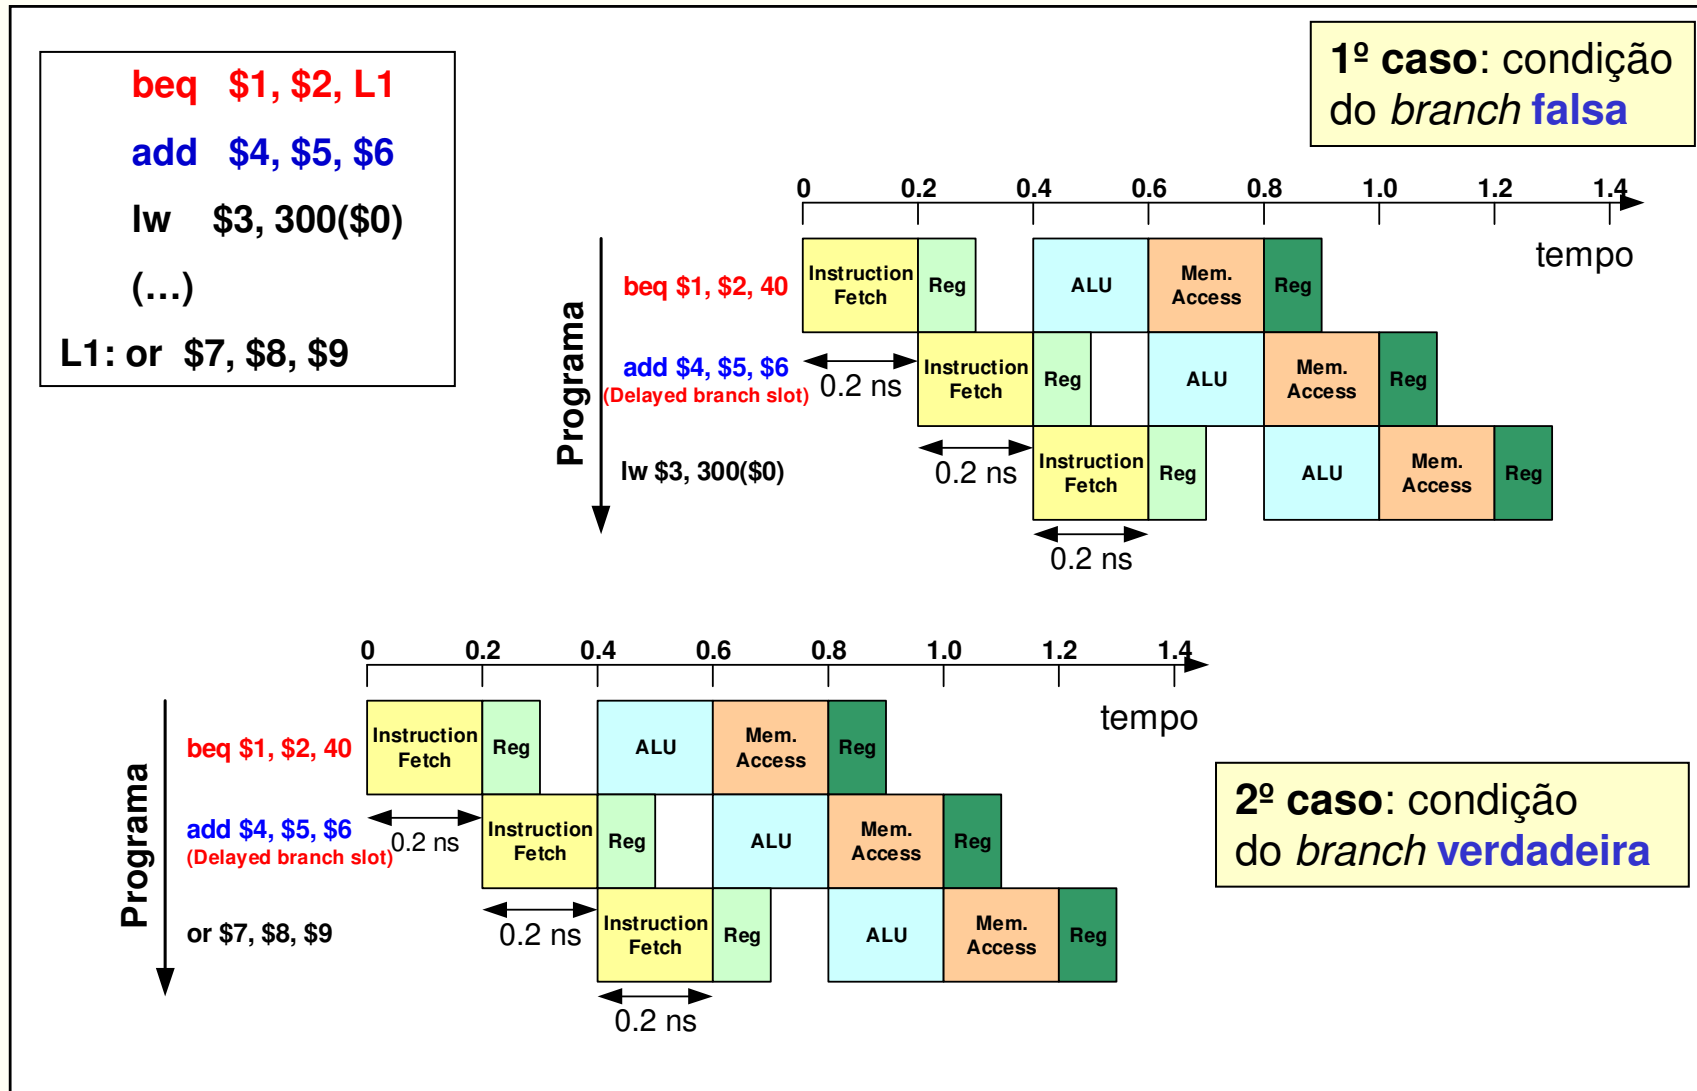 beq $1, $2, L1
add $4, $5, $6
lw $3, 300($0)
(...)
L1: or $7, $8, $9
1º caso: condição
do branch falsa
0 0.2 0.4 0.6 0.8 1.0 1.2 1.4
tempo
Programa
beq $1, $2, 40
Instruction
Fetch
Reg
ALU
Mem.
Access
Reg
0.2 ns
add $4, $5, $6
(Delayed branch slot)
Instruction
Fetch
Reg
ALU
Mem.
Access
Reg
0.2 ns
lw $3, 300($0)
Instruction
Fetch
Reg
ALU
Mem.
Access
Reg
0.2 ns
0 0.2 0.4 0.6 0.8 1.0 1.2 1.4
tempo
Programa
beq $1, $2, 40
Instruction
Fetch
Reg
ALU
Mem.
Access
Reg
0.2 ns
add $4, $5, $6
(Delayed branch slot)
Instruction
Fetch
Reg
ALU
Mem.
Access
Reg
0.2 ns
or $7, $8, $9
Instruction
Fetch
Reg
ALU
Mem.
Access
Reg
0.2 ns
2º caso: condição
do branch verdadeira